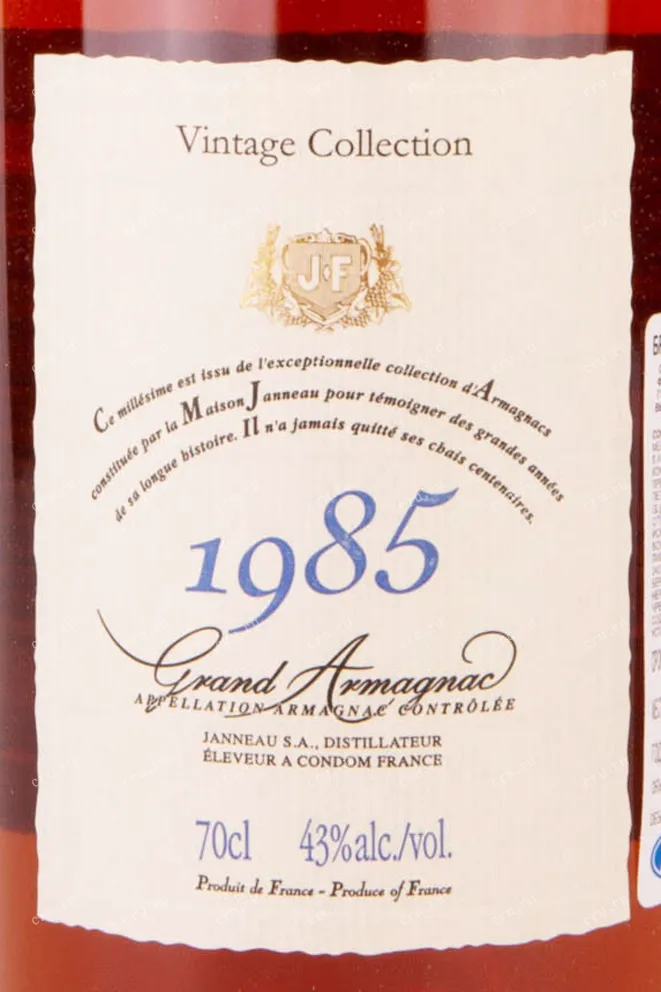 Vintage Collection
J F
Ce millésime est issu de l'exceptionnelle collection d'Armagnacs
constituée par la Maison Janneau pour témoigner des grandes années
de sa longue histoire. Il n'a jamais quitté ses chais centenaires.
1985
Grand Armagnac
APPELLATION ARMAGNAC CONTRÔLÉE
JANNEAU S.A., DISTILLATEUR
ÉLEVEUR A CONDOM FRANCE
70cl 43%alc./vol.
Produit de France - Produce of France